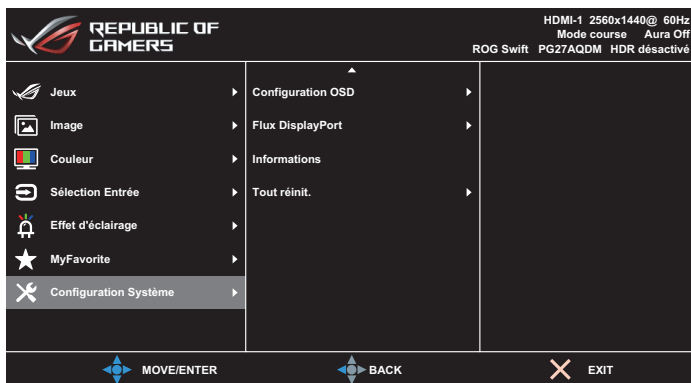 REPUBLIC OF
GAMERS
HDMI-1 2560x1440@ 60Hz
Mode course Aura Off
ROG Swift PG27AQDM HDR désactivé
Jeux
Image
Couleur
Sélection Entrée
Effet d'éclairage
MyFavorite
Configuration Système
Configuration OSD
Flux DisplayPort
Informations
Tout réinit.
MOVE/ENTER
BACK
EXIT